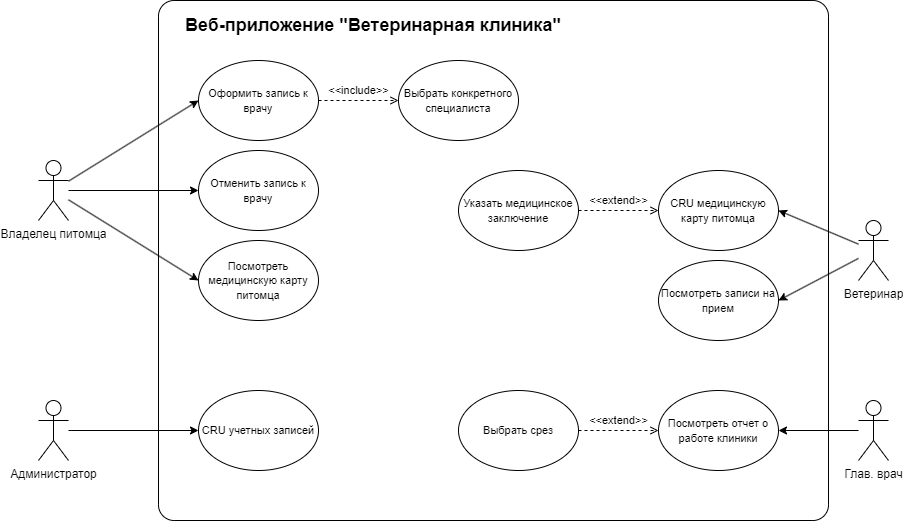 Веб-приложение "Ветеринарная клиника"
Оформить запись к
врачу
<<include>>
Выбрать конкретного
специалиста
Отменить запись к
врачу
Владелец питомца
Посмотреть
медицинскую карту
питомца
Указать медицинское
заключение
<<extend>>
CRU медицинскую
карту питомца
Посмотреть записи на
прием
Ветеринар
Администратор
CRU учетных записей
Выбрать срез
<<extend>>
Посмотреть отчет о
работе клиники
Глав. врач